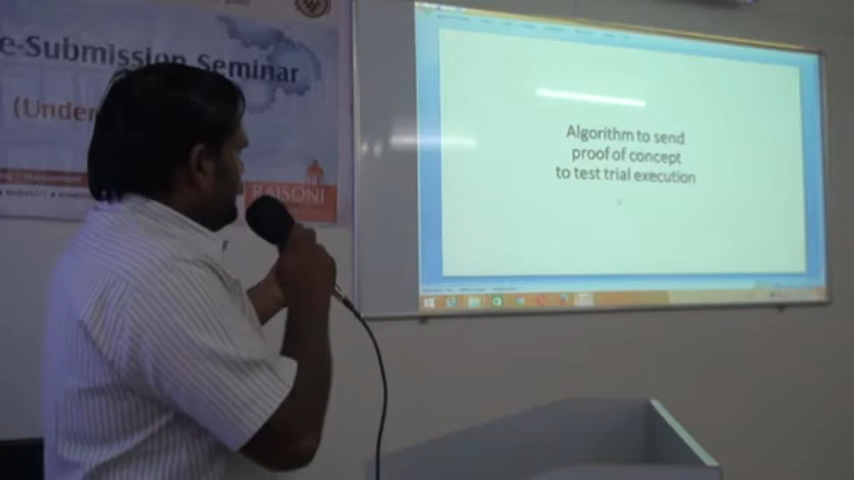 e-Submission Seminar
(Under
RAISONI
Algorithm to send
proof of concept
to test trial execution